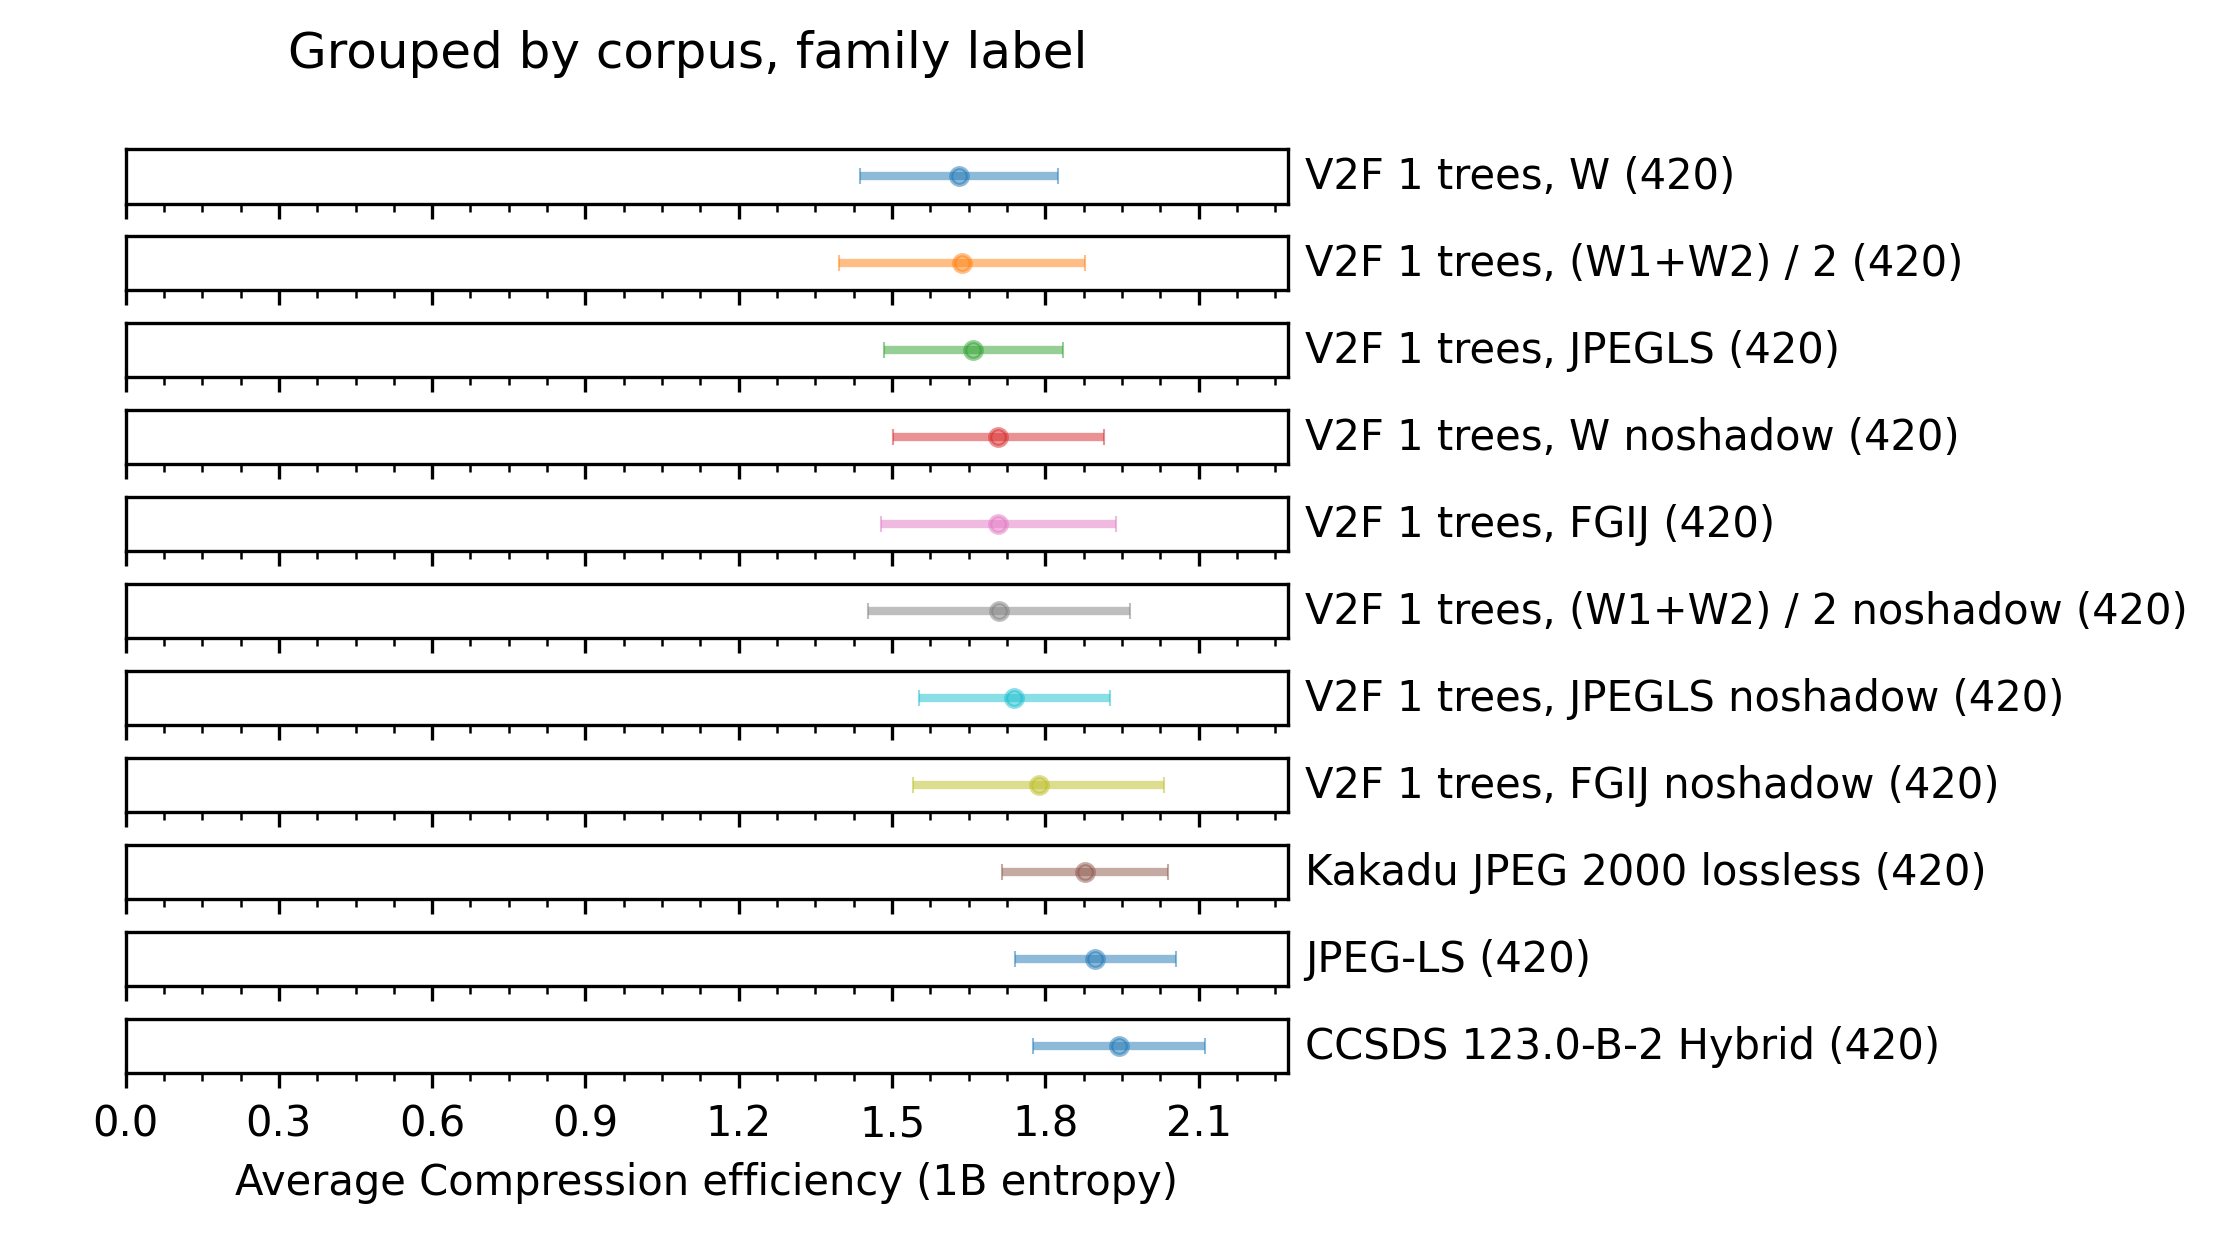 Grouped by corpus, family label
V2F 1 trees, W (420)
V2F 1 trees, (W1+W2) / 2 (420)
V2F 1 trees, JPEGLS (420)
V2F 1 trees, W noshadow (420)
V2F 1 trees, FGIJ (420)
V2F 1 trees, (W1+W2) / 2 noshadow (420)
V2F 1 trees, JPEGLS noshadow (420)
V2F 1 trees, FGIJ noshadow (420)
Kakadu JPEG 2000 lossless (420)
JPEG-LS (420)
CCSDS 123.0-B-2 Hybrid (420)
0.0 0.3 0.6 0.9 1.2 1.5 1.8 2.1
Average Compression efficiency (1B entropy)